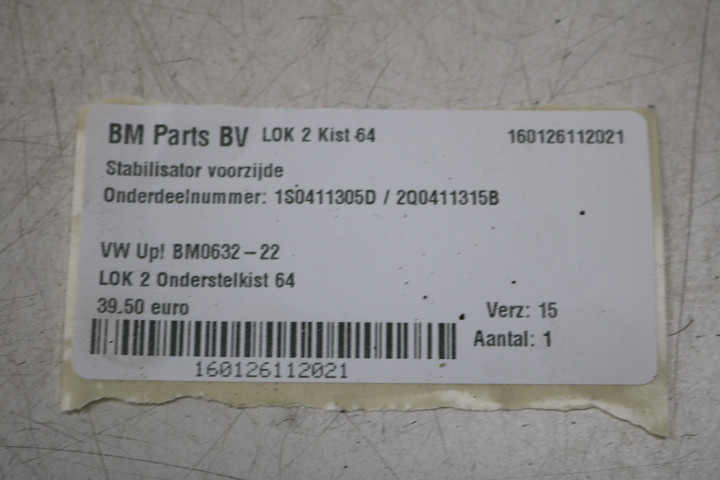 BM Parts BV LOK 2 Kist 64 160126112021
Stabilisator voorzijde
Onderdeelnummer: 1S0411305D / 2Q0411315B
VW Up! BM0632-22
LOK 2 Onderstelkist 64
39.50 euro Verz: 15
Aantal: 1
160126112021